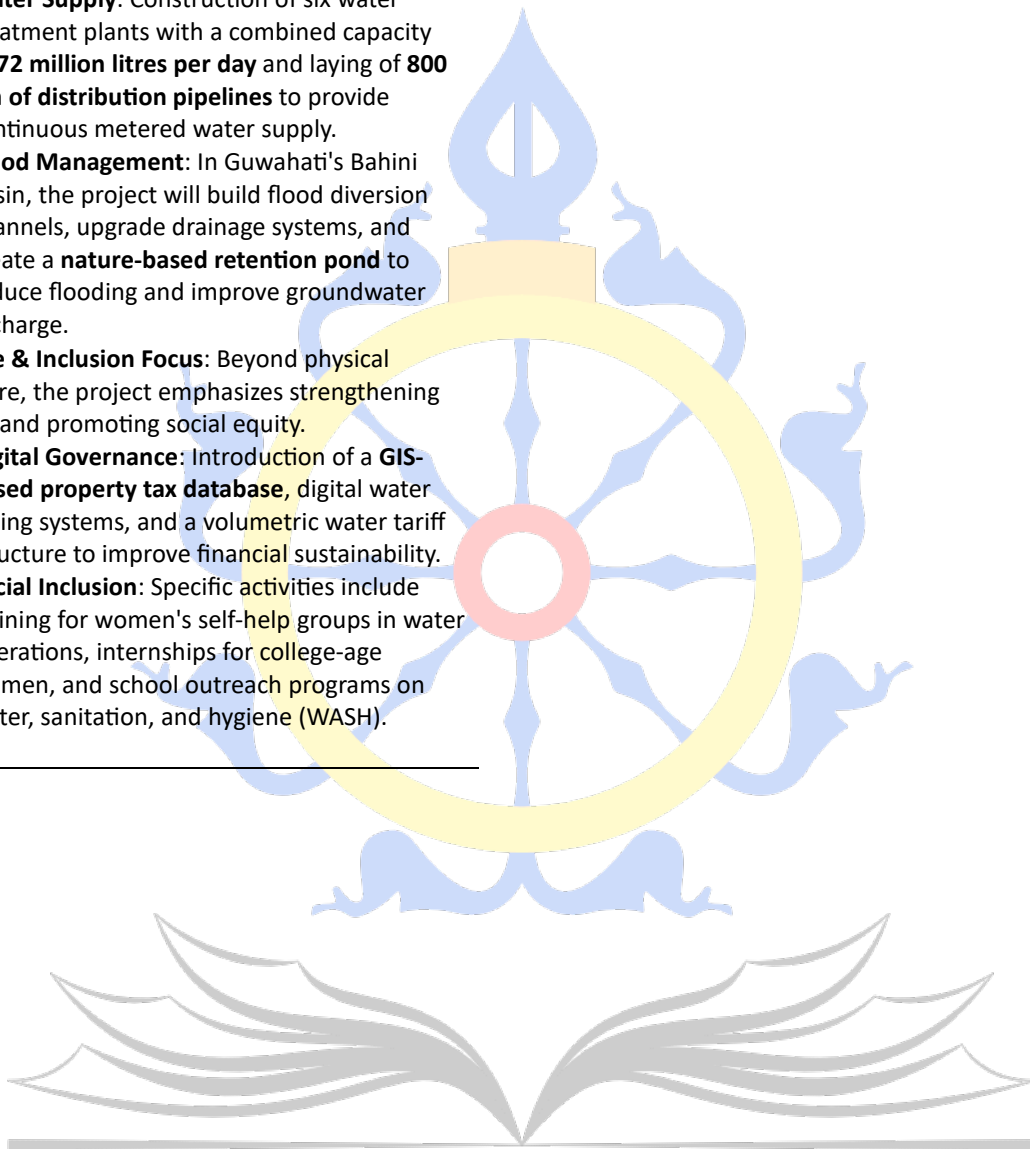 ter Supply: Construction of six water
atment plants with a combined capacity
72 million litres per day and laying of 800
of distribution pipelines to provide
ntinuous metered water supply.
od Management: In Guwahati's Bahini
sin, the project will build flood diversion
annels, upgrade drainage systems, and
eate a nature-based retention pond to
duce flooding and improve groundwater
charge.
e & Inclusion Focus: Beyond physical
re, the project emphasizes strengthening
and promoting social equity.
gital Governance: Introduction of a GIS-
sed property tax database, digital water
ing systems, and a volumetric water tariff
ucture to improve financial sustainability.
cial Inclusion: Specific activities include
ining for women's self-help groups in water
erations, internships for college-age
men, and school outreach programs on
ter, sanitation, and hygiene (WASH).